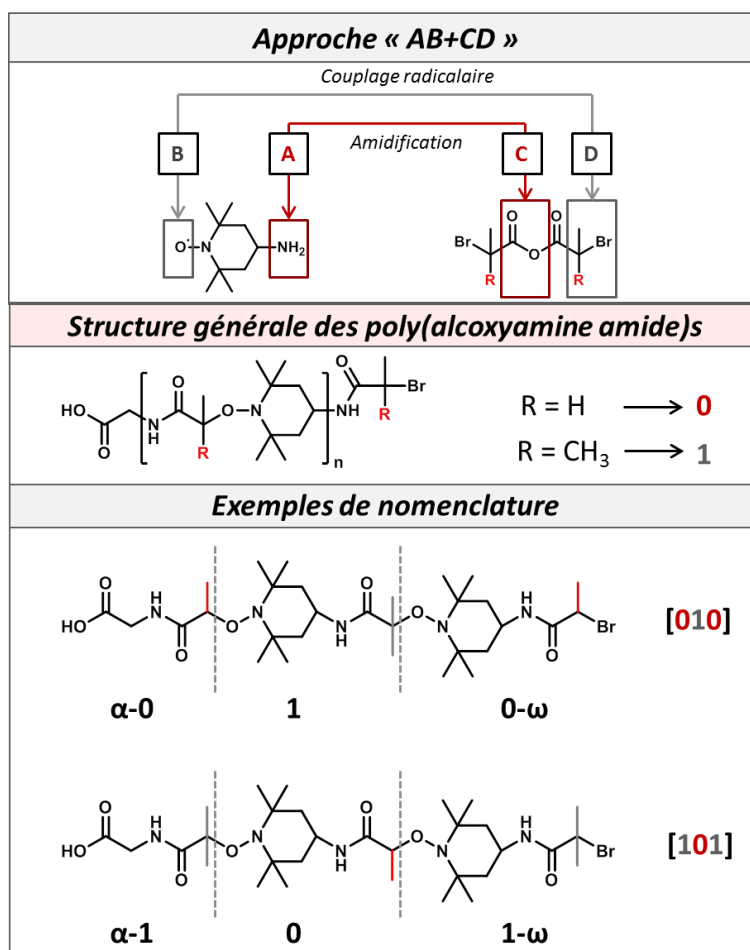 Approche « AB+CD »
Couplage radicalaire
B A C D
Amidification
O· N NH2 Br O O O Br
R R
Structure générale des poly(alcoxyamine amide)s
HO O N H O R O N n NH O Br R
R = H → 0
R = CH3 → 1
Exemples de nomenclature
HO O H N O O N N H O O N H N O Br [010]
α-0 1 0-ω
HO O H N O O N N H O O N H N O Br [101]
α-1 0 1-ω